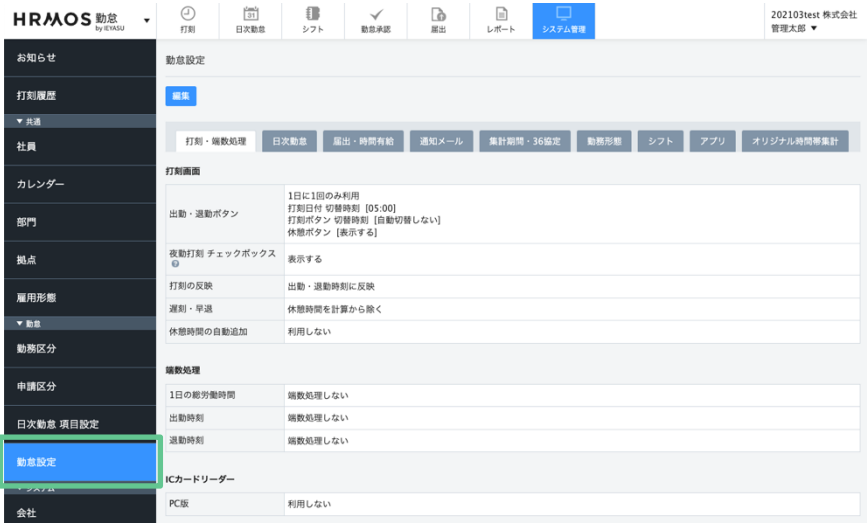 HRMOS 勤怠 ▼
by IEYASU
打刻
31
日次勤怠
シフト
勤怠承認
届出
レポート
システム管理
202103test 株式会社
管理太郎 ▼
お知らせ
打刻履歴
▼ 共通
社員
カレンダー
部門
拠点
雇用形態
▼ 勤怠
勤務区分
申請区分
日次勤怠 項目設定
勤怠設定
システム
会社
勤怠設定
編集
打刻・端数処理
日次勤怠
届出・時間有給
通知メール
集計期間・36協定
勤務形態
シフト
アプリ
オリジナル時間帯集計
打刻画面
出勤・退勤ボタン
1日に1回のみ利用
打刻日付 切替時刻 [05:00]
打刻ボタン 切替時刻 [自動切替しない]
休憩ボタン [表示する]
夜勤打刻 チェックボックス
?
表示する
打刻の反映
出勤・退勤時刻に反映
遅刻・早退
休憩時間を計算から除く
休憩時間の自動追加
利用しない
端数処理
1日の総労働時間
端数処理しない
出勤時刻
端数処理しない
退勤時刻
端数処理しない
ICカードリーダー
PC版
利用しない